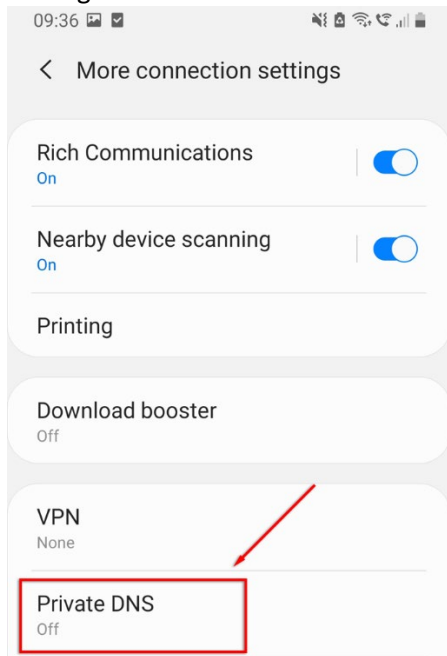 09:36
< More connection settings
Rich Communications
On
Nearby device scanning
On
Printing
Download booster
Off
VPN
None
Private DNS
Off